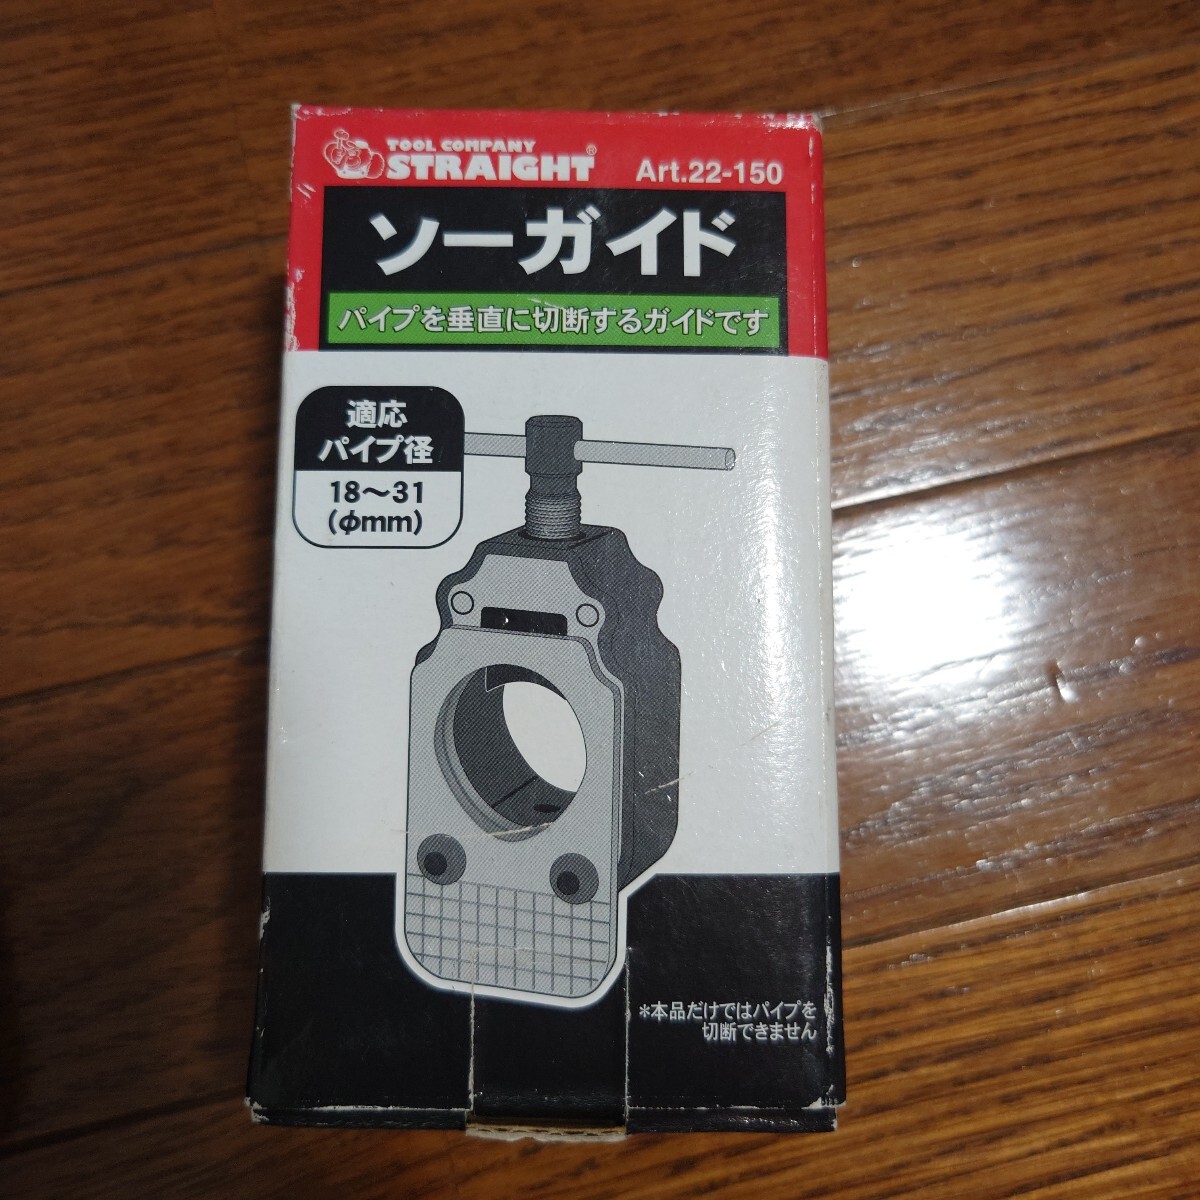 TOOL COMPANY
STRAIGHT®
Art.22-150
ソーガイド
パイプを垂直に切断するガイドです
適応
パイプ径
18～31
(φmm)
*本品だけではパイプを
切断できません